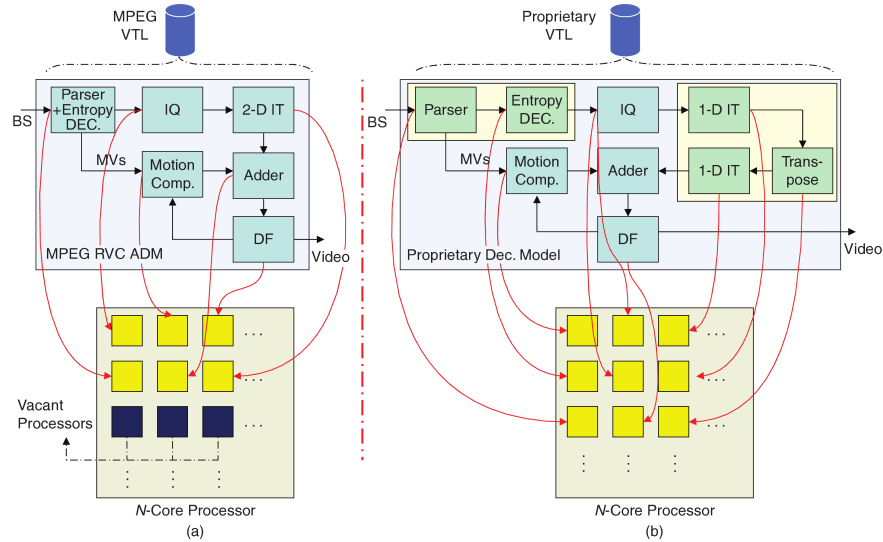 MPEG
VTL
Parser
+Entropy
DEC.
IQ
2-D IT
BS
MVs
Motion
Comp.
Adder
DF
MPEG RVC ADM
Video
. . .
. . .
Vacant
Processors
. . .
N-Core Processor
(a)
Proprietary
VTL
Parser
Entropy
DEC.
IQ
1-D IT
BS
MVs
Motion
Comp.
Adder
1-D IT
Trans-
pose
DF
Proprietary Dec. Model
Video
. . .
. . .
. . .
N-Core Processor
(b)